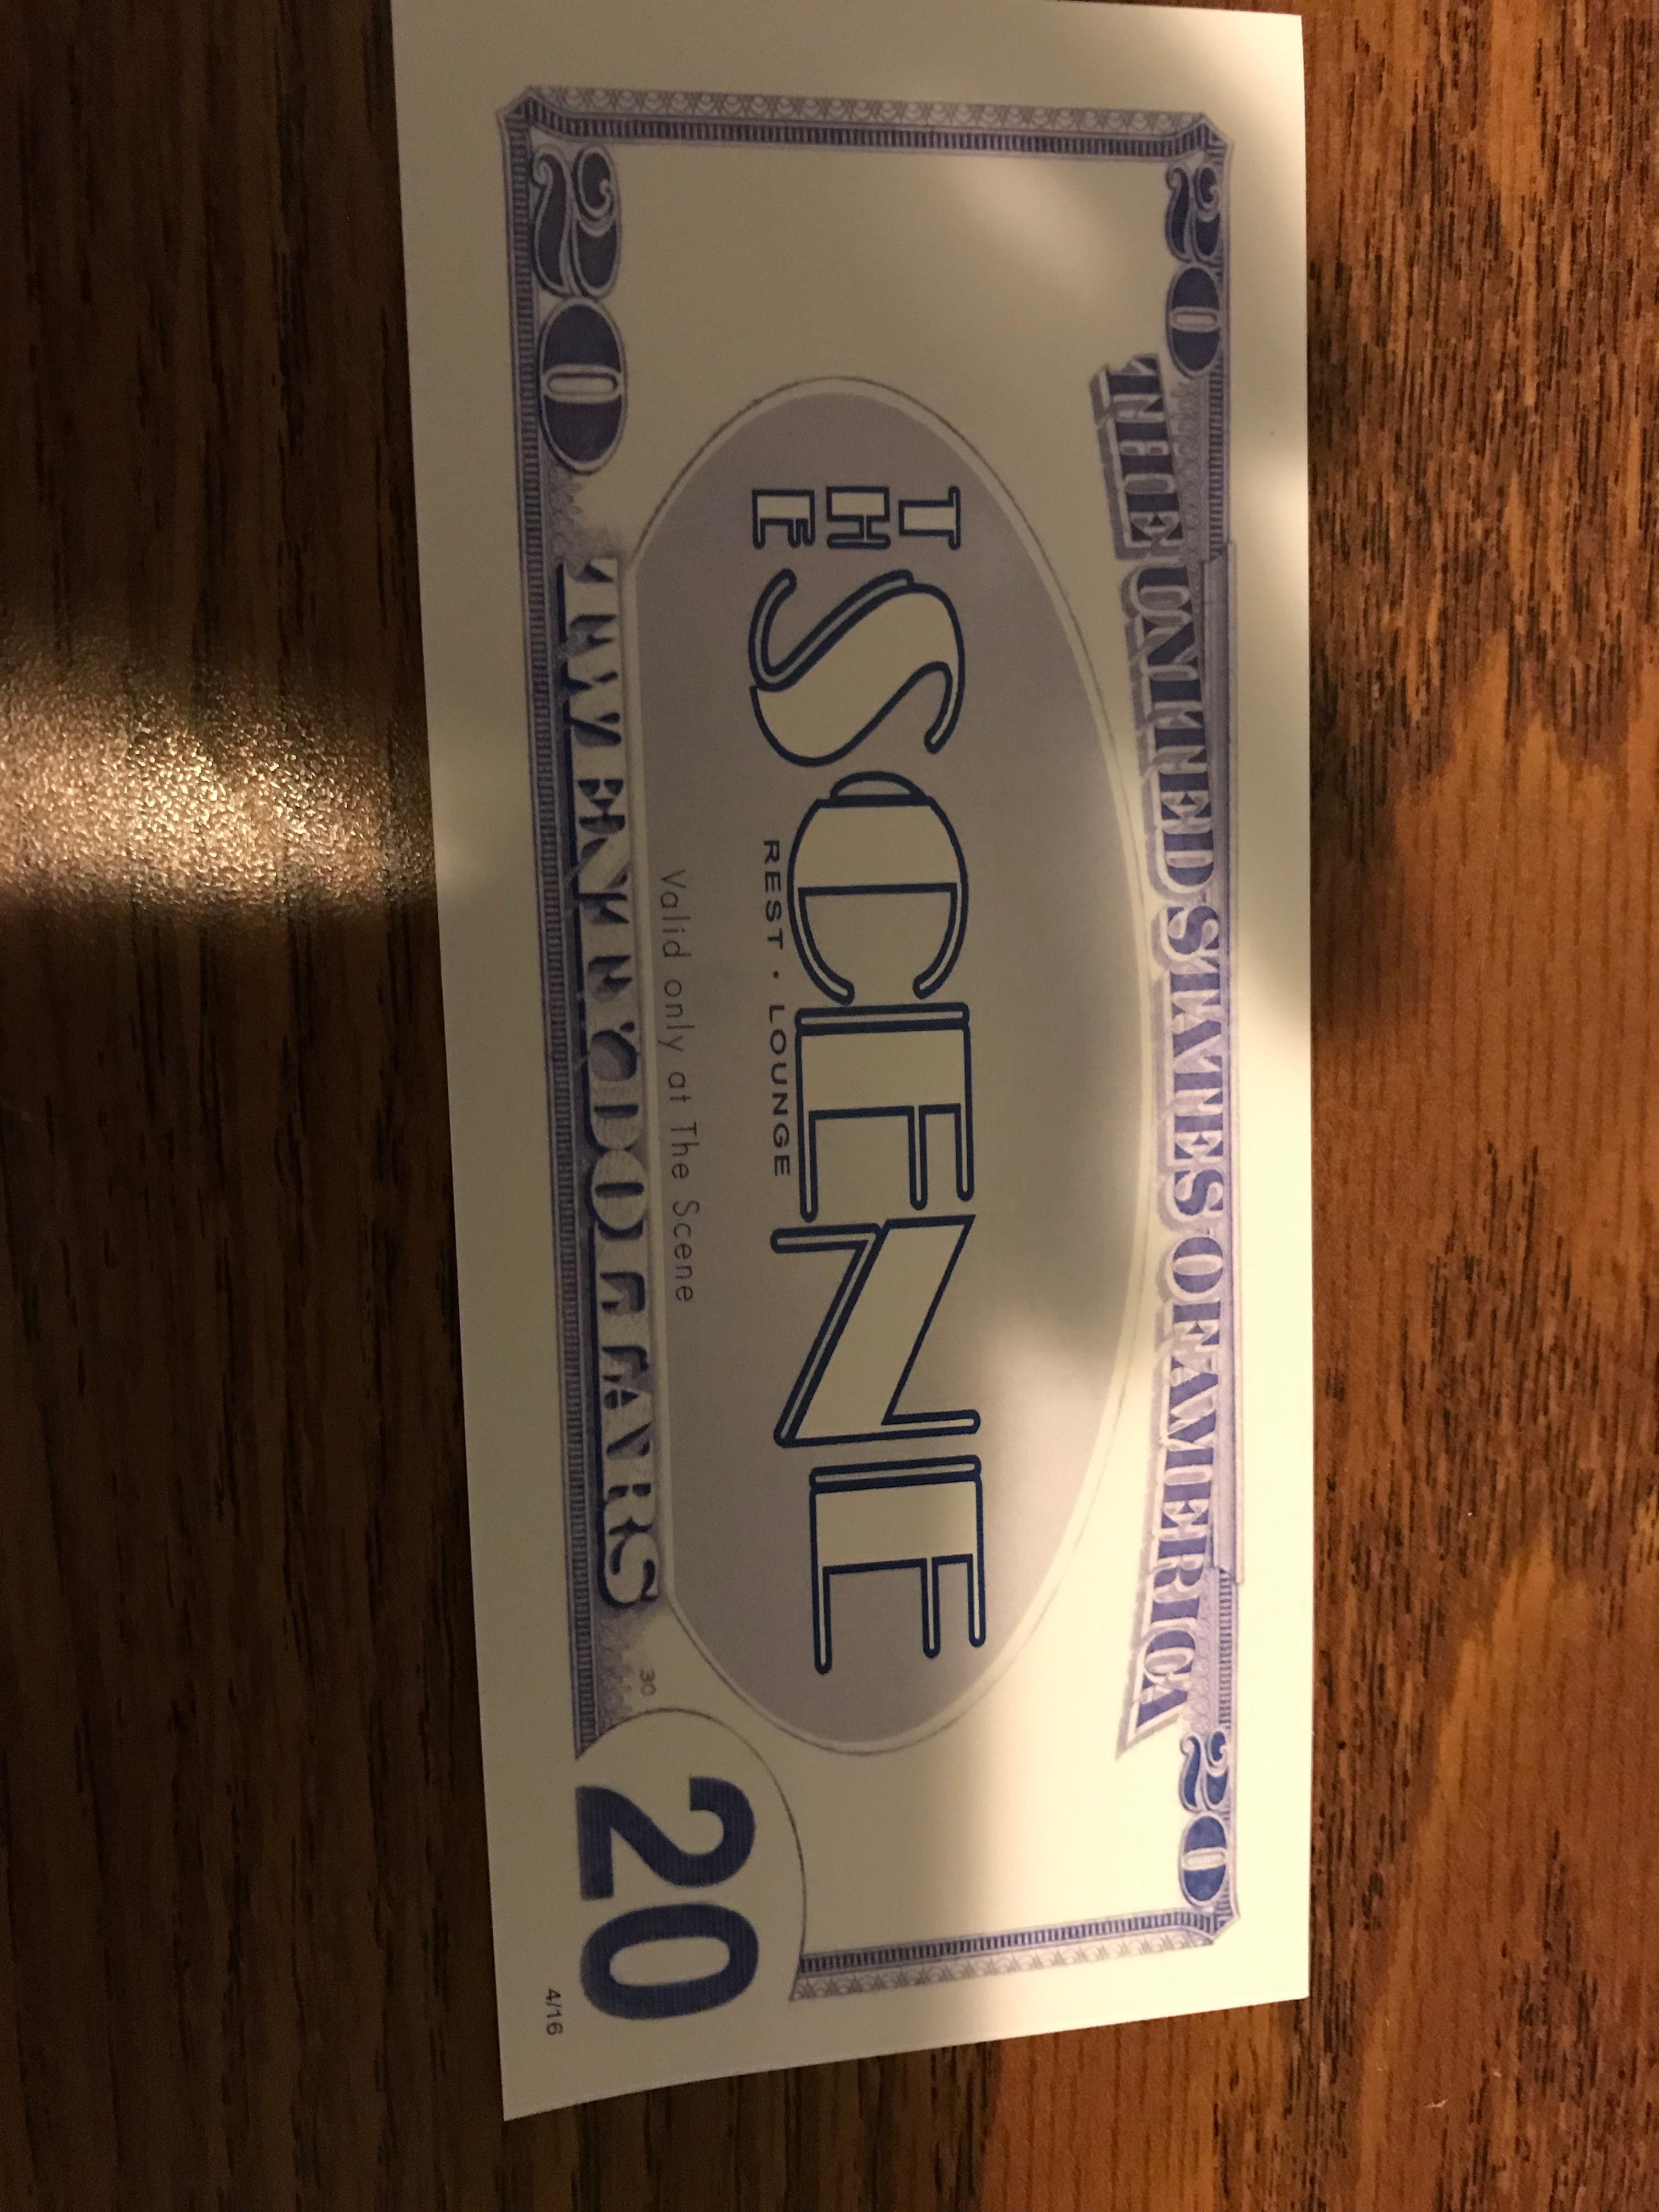 20 THE UNITED STATES OF AMERICA 20
THE SCENE
REST • LOUNGE
Valid only at The Scene
20 TWENTY DOLLARS 30 20
4/16